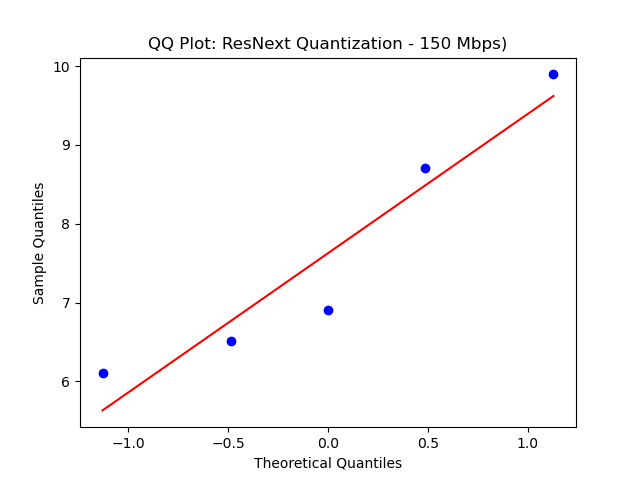 QQ Plot: ResNext Quantization - 150 Mbps)
10
9
8
7
6
Sample Quantiles
−1.0 −0.5 0.0 0.5 1.0
Theoretical Quantiles